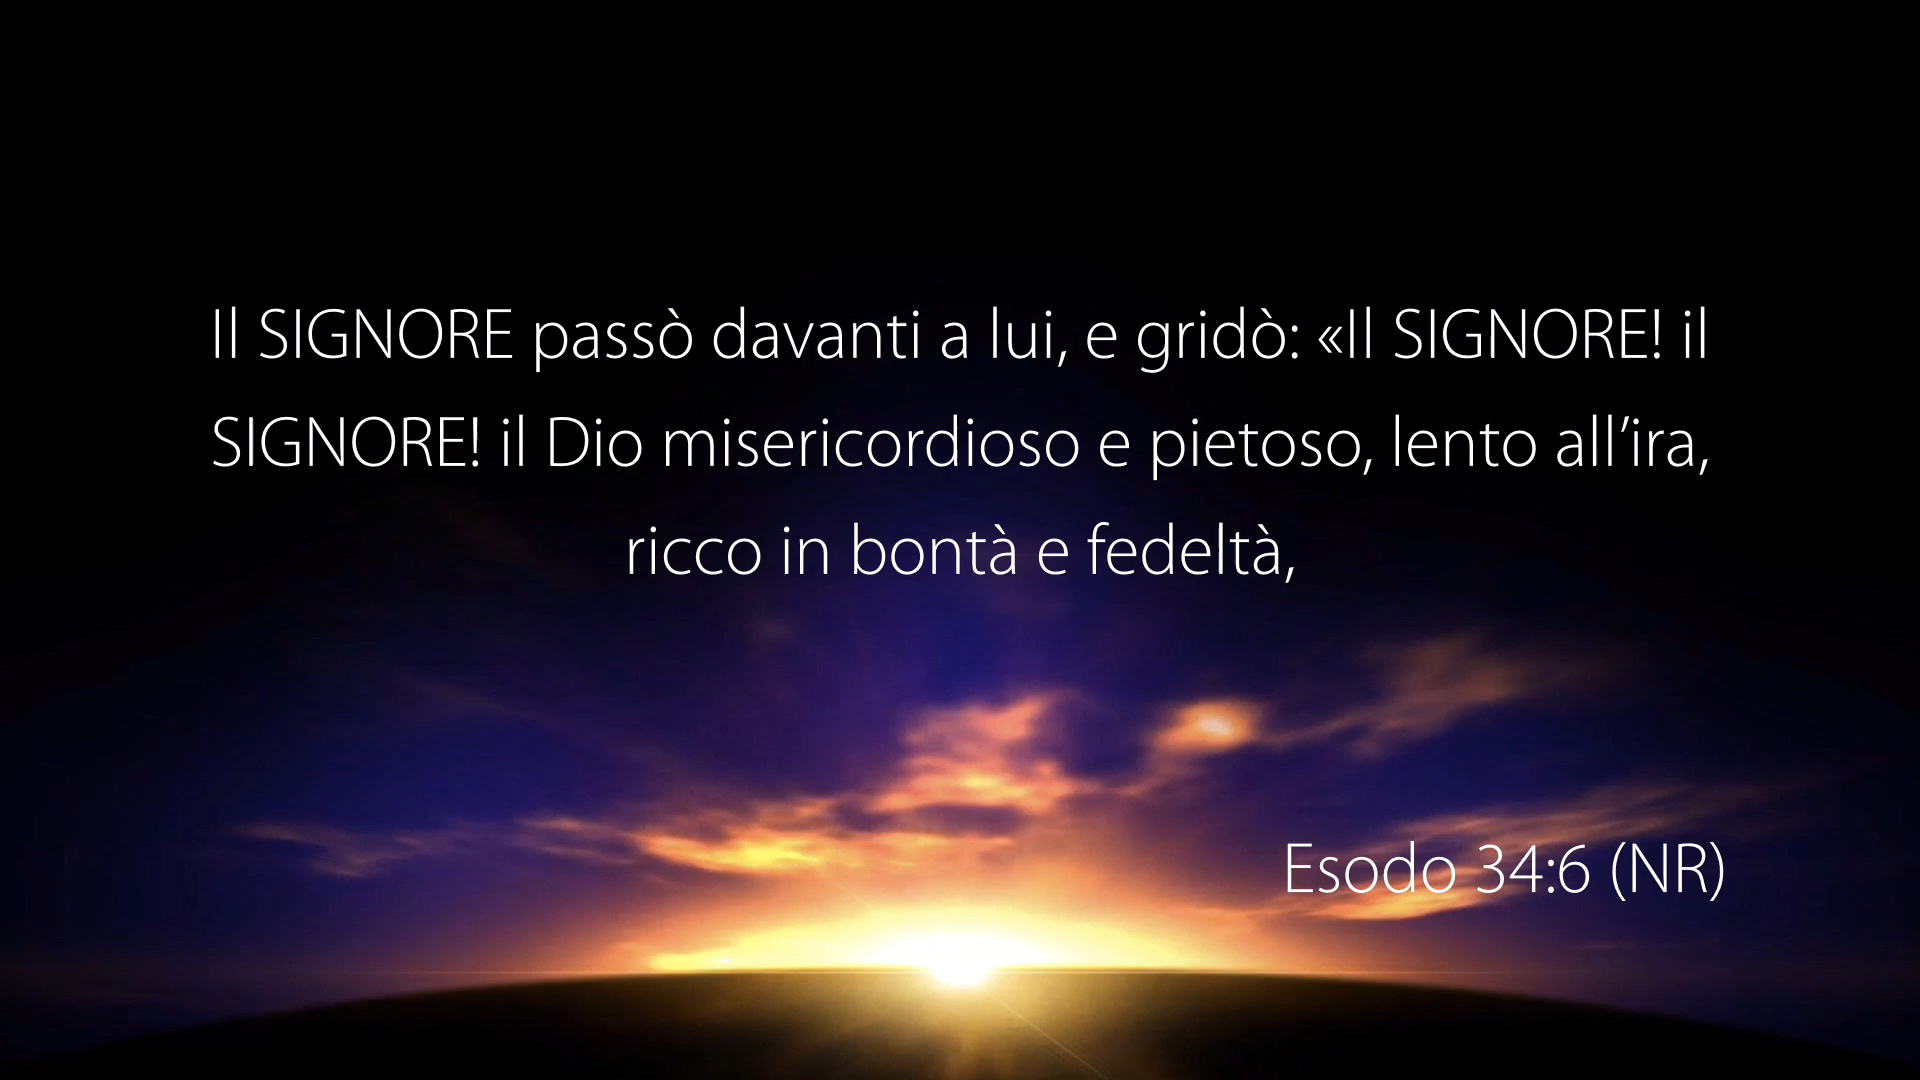 Il SIGNORE passò davanti a lui, e gridò: «Il SIGNORE! il
SIGNORE! il Dio misericordioso e pietoso, lento all’ira,
ricco in bontà e fedeltà,
Esodo 34:6 (NR)